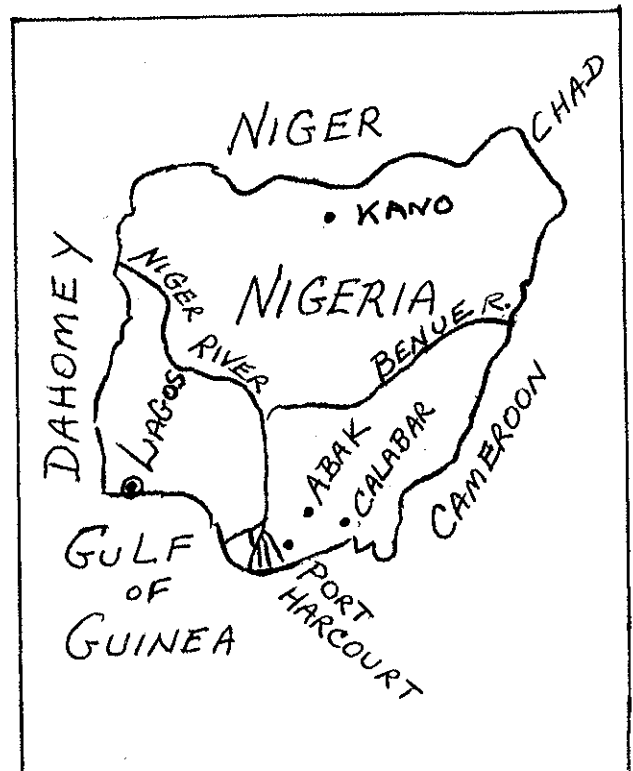 NIGER
CHAD
KANO
DAHOMEY
NIGER
RIVER
NIGERIA
BENUE R.
LAGOS
ABAK
CALABAR
CAMEROON
GULF
OF
GUINEA
PORT
HARCOURT